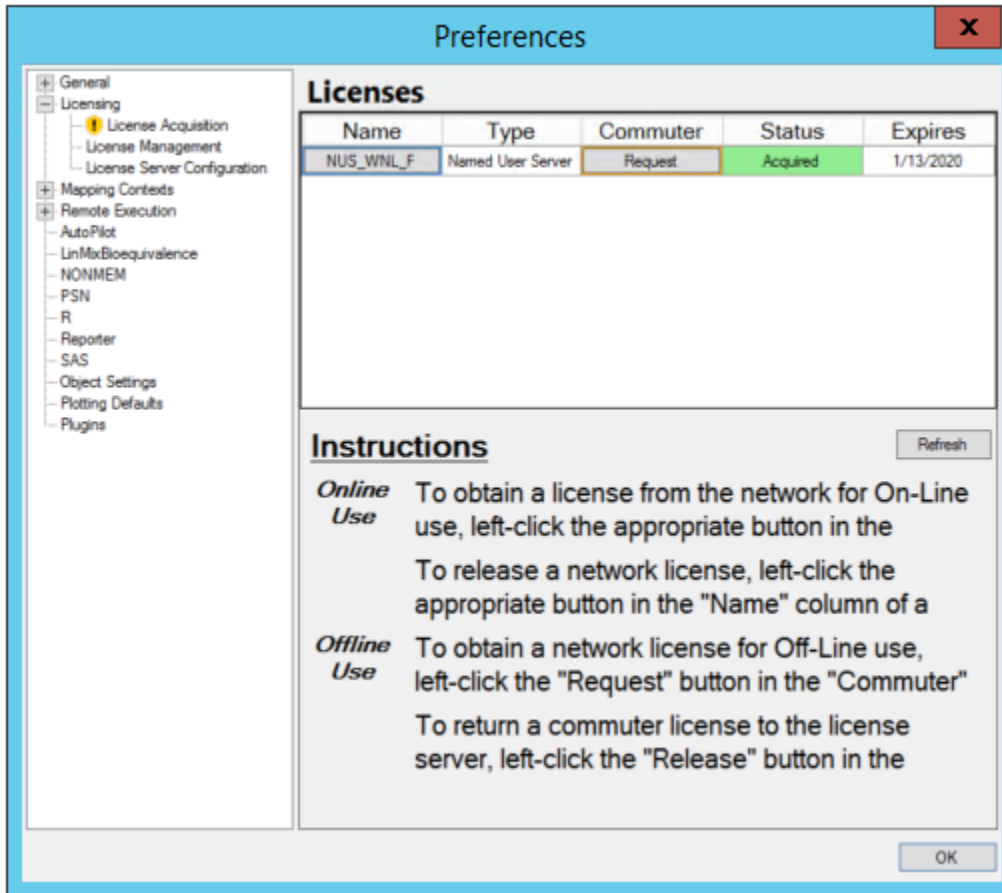 Preferences
x
General
Licensing
! License Acquisition
License Management
License Server Configuration
Mapping Contexts
Remote Execution
AutoPilot
LinMixBioequivalence
NONMEM
PSN
R
Reporter
SAS
Object Settings
Plotting Defaults
Plugins
Licenses
Name Type Commuter Status Expires
NUS_WNL_F Named User Server Request Acquired 1/13/2020
Instructions
Refresh
Online Use
To obtain a license from the network for On-Line
use, left-click the appropriate button in the
To release a network license, left-click the
appropriate button in the "Name" column of a
Offline Use
To obtain a network license for Off-Line use,
left-click the "Request" button in the "Commuter"
To return a commuter license to the license
server, left-click the "Release" button in the
OK